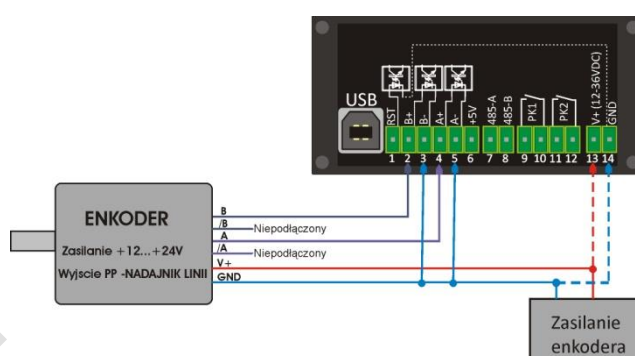 USB
RST
B+
B-
A+
A-
+5V
485-A
485-B
PK1
PK2
V+ (12-36VDC)
GND
1 2 3 4 5 6 7 8 9 10 11 12 13 14
ENKODER
Zasilanie +12...+24V
Wyjscie PP -NADAJNIK LINII
B
/B
Niepodłączony
A
/A
Niepodłączony
V+
GND
Zasilanie
enkodera